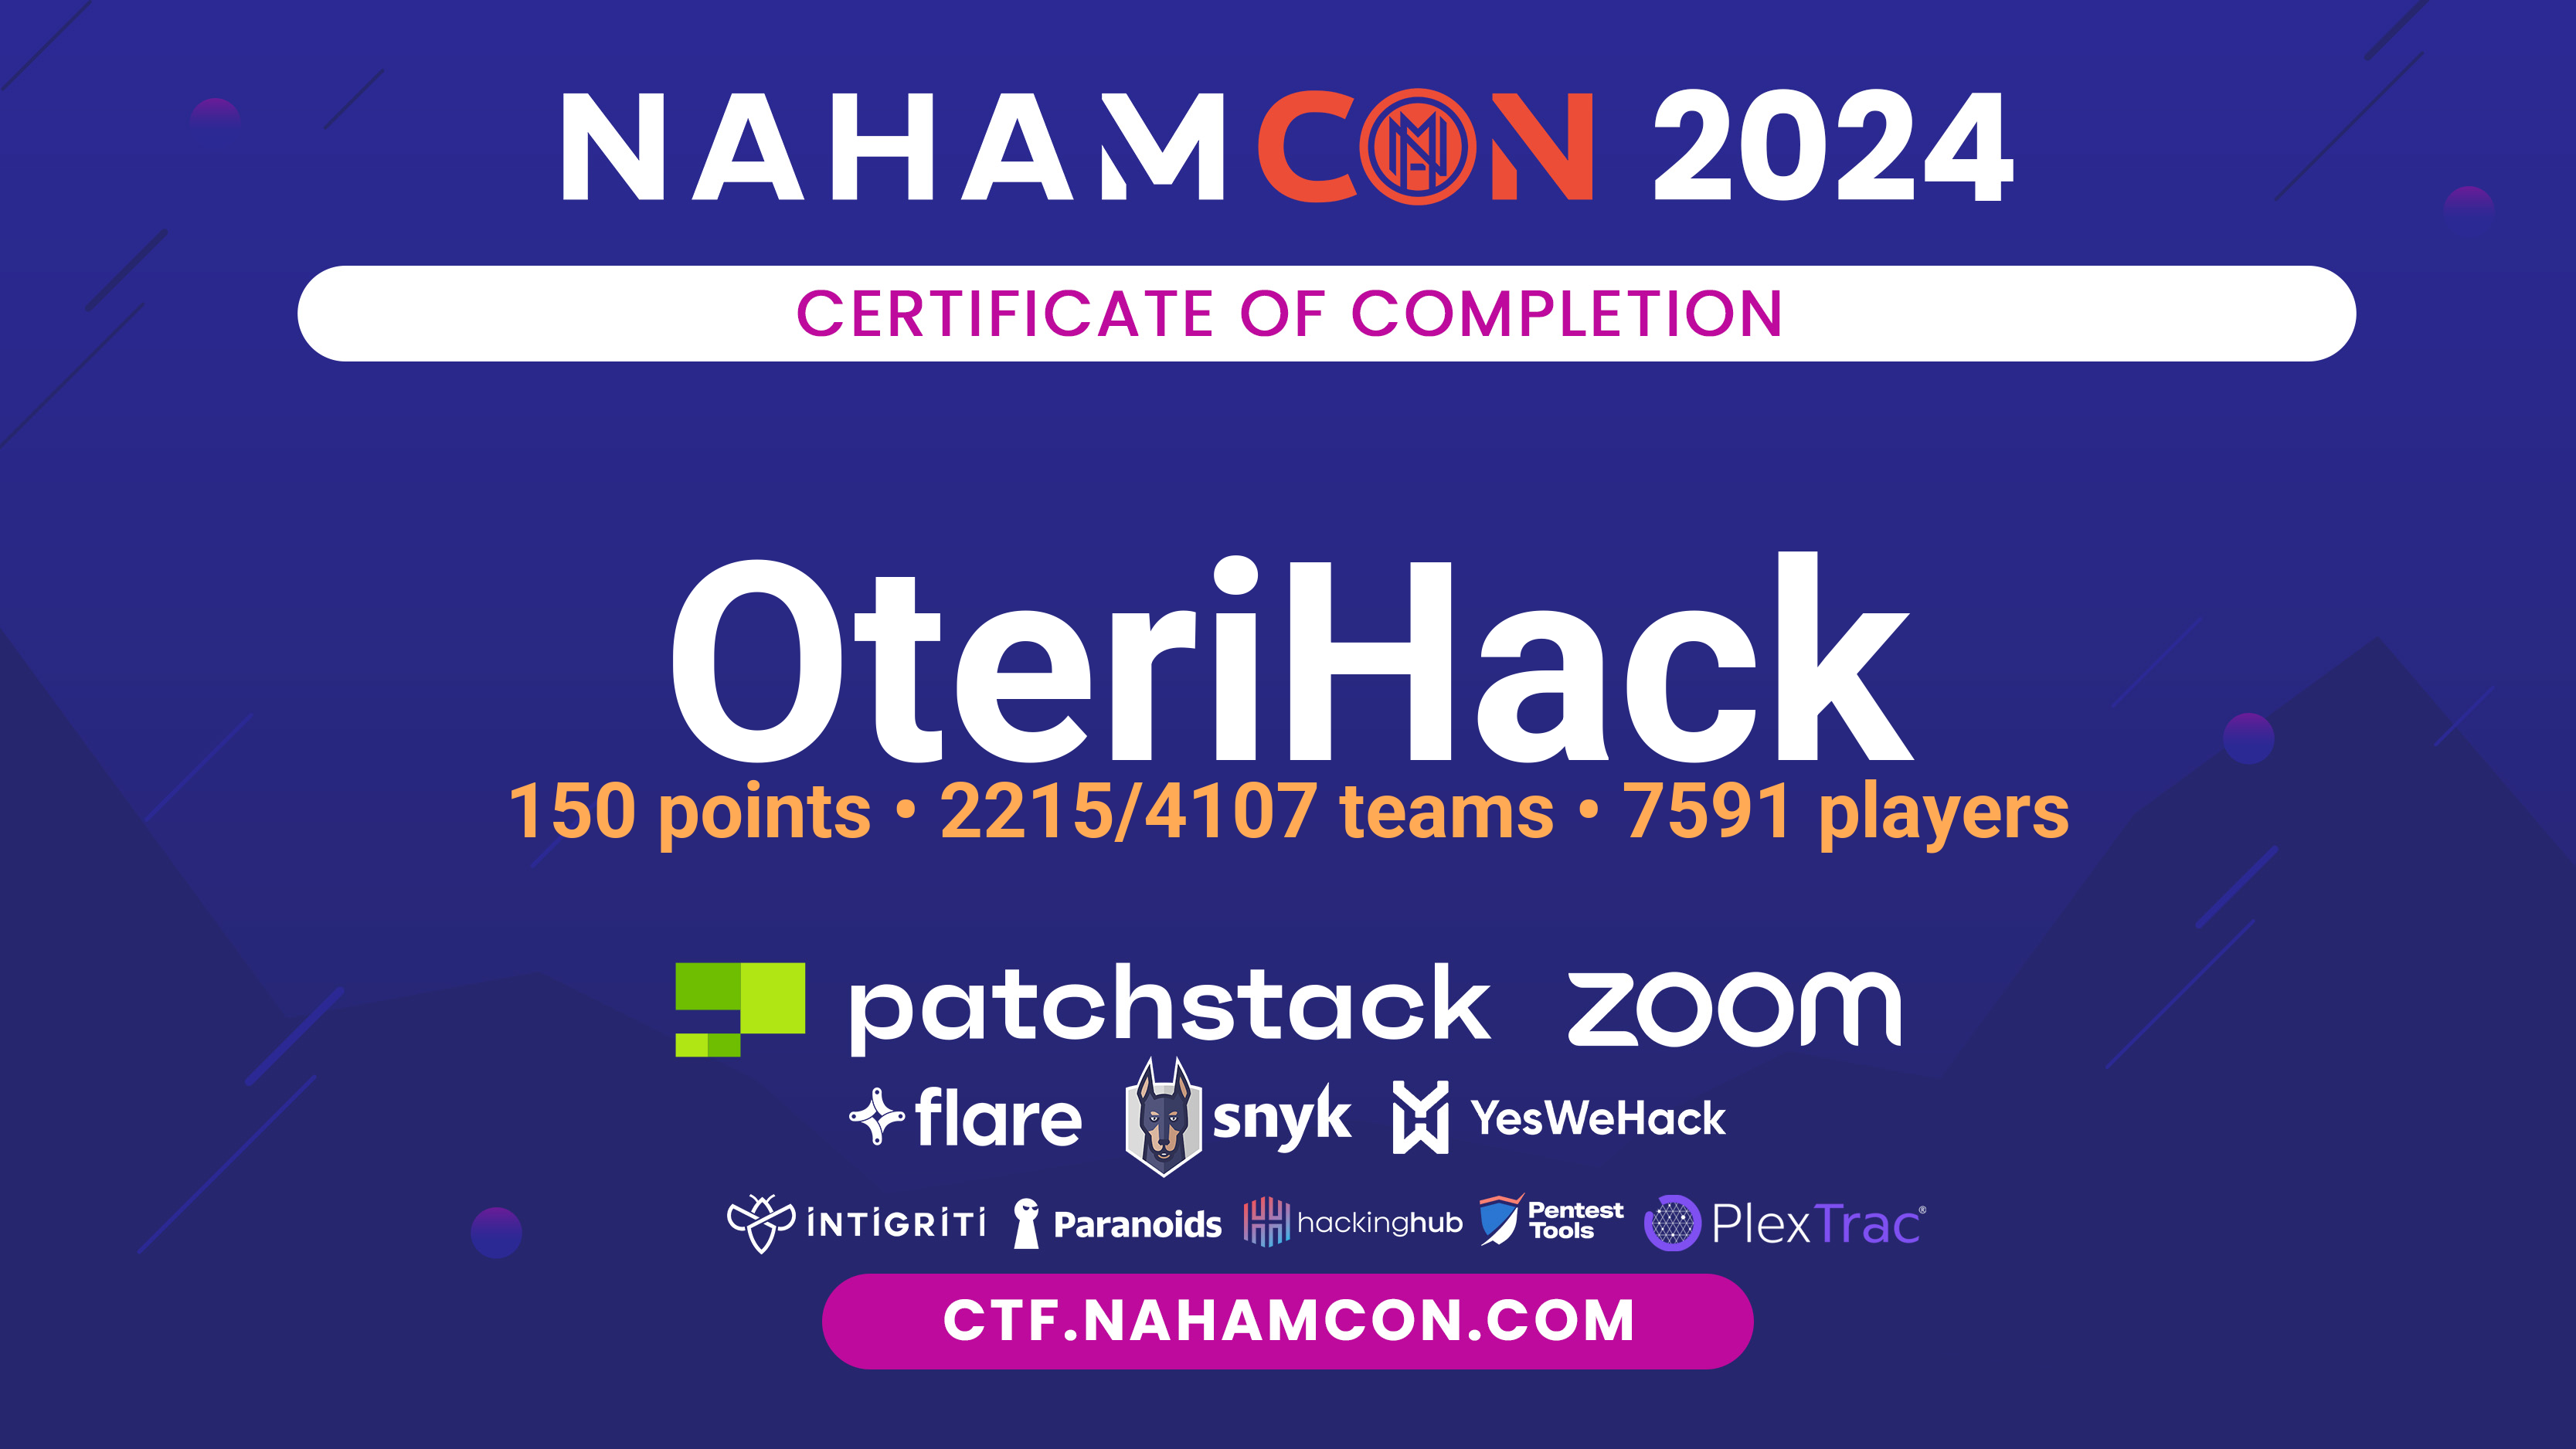 NAHAMCON 2024
CERTIFICATE OF COMPLETION
OteriHack
150 points • 2215/4107 teams • 7591 players
patchstack zoom
flare snyk YesWeHack
INTIGRITI Paranoids hackinghub Pentest Tools PlexTrac®
CTF.NAHAMCON.COM